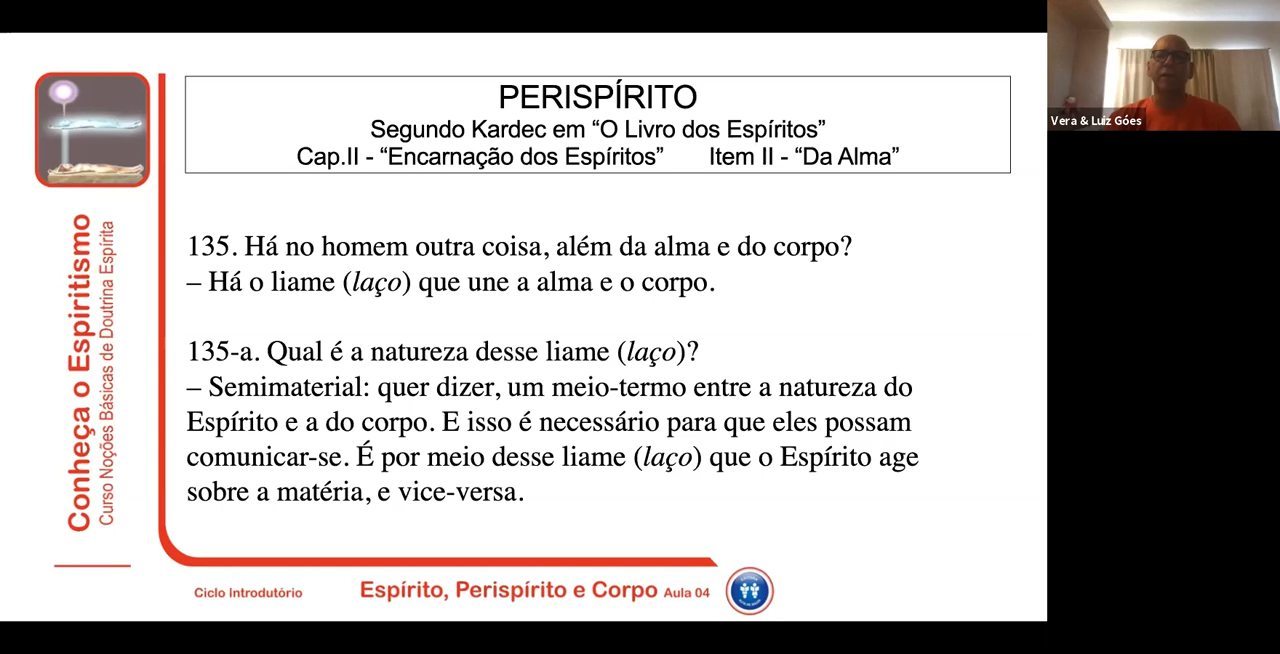 PERISPÍRITO
Segundo Kardec em “O Livro dos Espíritos”
Cap.II - “Encarnação dos Espíritos” Item II - “Da Alma”
Vera & Luiz Góes
135. Há no homem outra coisa, além da alma e do corpo?
– Há o liame (laço) que une a alma e o corpo.
135-a. Qual é a natureza desse liame (laço)?
– Semimaterial: quer dizer, um meio-termo entre a natureza do
Espírito e a do corpo. E isso é necessário para que eles possam
comunicar-se. É por meio desse liame (laço) que o Espírito age
sobre a matéria, e vice-versa.
Conheça o Espiritismo
Curso Noções Básicas de Doutrina Espírita
Ciclo Introdutório
Espírito, Perispírito e Corpo Aula 04